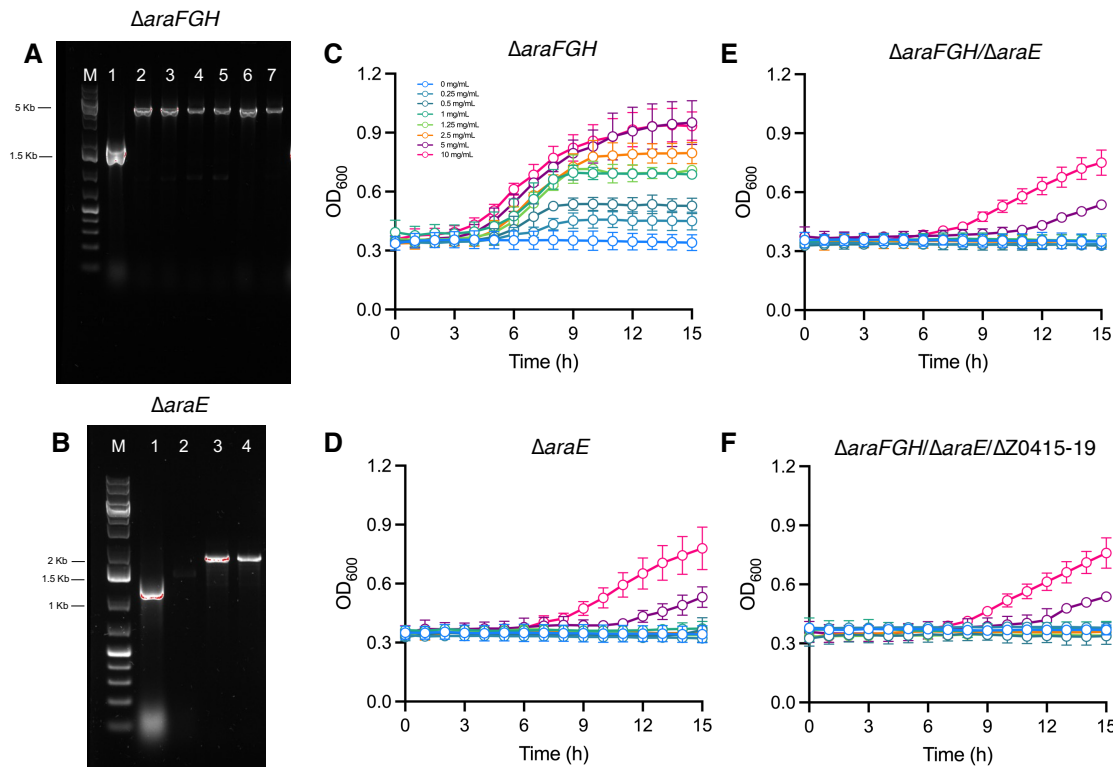 ΔaraFGH
A
M 1 2 3 4 5 6 7
5 Kb
1.5 Kb
ΔaraE
B
M 1 2 3 4
2 Kb
1.5 Kb
1 Kb
C
ΔaraFGH
0 mg/mL
0.25 mg/mL
0.5 mg/mL
1 mg/mL
1.25 mg/mL
2.5 mg/mL
5 mg/mL
10 mg/mL
1.2
0.9
0.6
0.3
0.0
OD600
0 3 6 9 12 15
Time (h)
D
ΔaraE
1.2
0.9
0.6
0.3
0.0
OD600
0 3 6 9 12 15
Time (h)
E
ΔaraFGH/ΔaraE
1.2
0.9
0.6
0.3
0.0
OD600
0 3 6 9 12 15
Time (h)
F
ΔaraFGH/ΔaraE/ΔZ0415-19
1.2
0.9
0.6
0.3
0.0
OD600
0 3 6 9 12 15
Time (h)